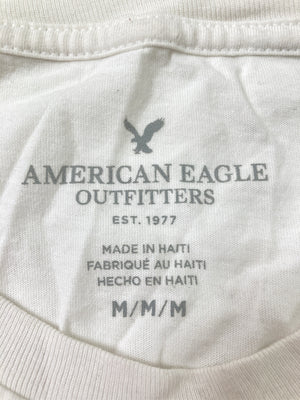 AMERICAN EAGLE
OUTFITTERS
EST. 1977
MADE IN HAITI
FABRIQUÉ AU HAITI
HECHO EN HAITI
M/M/M